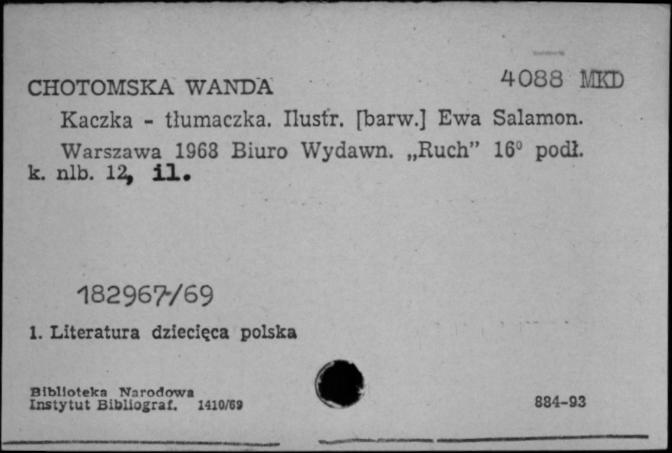 4088 MKD
CHOTOMSKA WANDA
Kaczka - tłumaczka. Ilustr. [barw.] Ewa Salamon.
Warszawa 1968 Biuro Wydawn. „Ruch” 16⁰ podł.
k. nlb. 12, il.
182967/69
1. Literatura dziecięca polska
Biblioteka Narodowa
Instytut Bibliograf. 1410/69
884-93